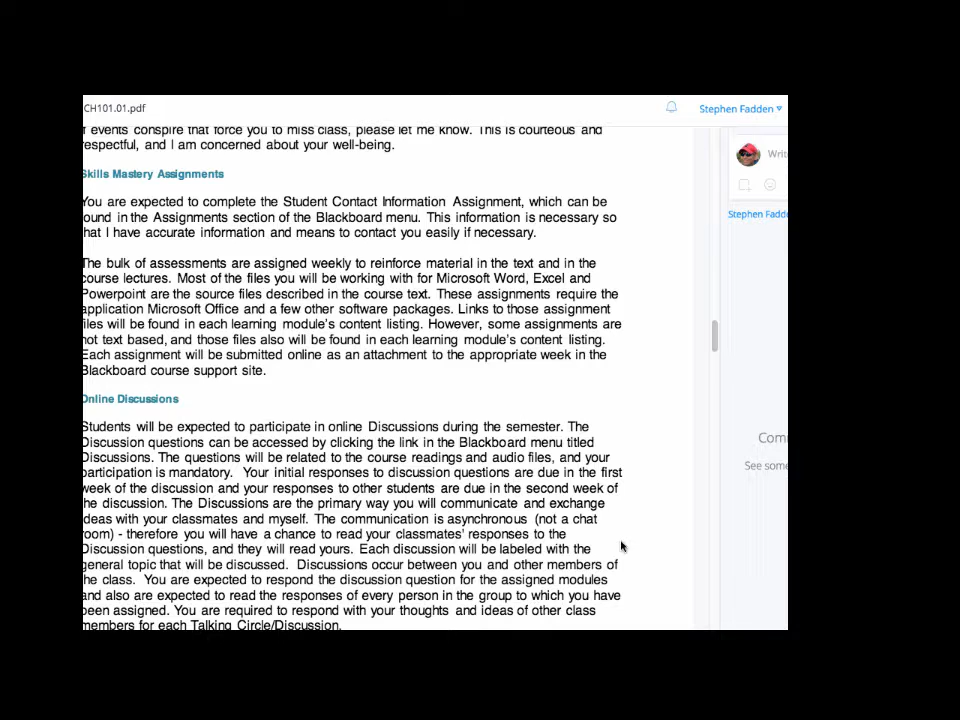 CH101.01.pdf
Stephen Fadden
f events conspire that force you to miss class, please let me know. This is courteous and
respectful, and I am concerned about your well-being.
Writ
Skills Mastery Assignments
You are expected to complete the Student Contact Information Assignment, which can be
found in the Assignments section of the Blackboard menu. This information is necessary so
that I have accurate information and means to contact you easily if necessary.
Stephen Fadd
The bulk of assessments are assigned weekly to reinforce material in the text and in the
course lectures. Most of the files you will be working with for Microsoft Word, Excel and
Powerpoint are the source files described in the course text. These assignments require the
application Microsoft Office and a few other software packages. Links to those assignment
files will be found in each learning module's content listing. However, some assignments are
not text based, and those files also will be found in each learning module's content listing.
Each assignment will be submitted online as an attachment to the appropriate week in the
Blackboard course support site.
Online Discussions
Students will be expected to participate in online Discussions during the semester. The
Discussion questions can be accessed by clicking the link in the Blackboard menu titled
Discussions. The questions will be related to the course readings and audio files, and your
participation is mandatory. Your initial responses to discussion questions are due in the first
week of the discussion and your responses to other students are due in the second week of
the discussion. The Discussions are the primary way you will communicate and exchange
ideas with your classmates and myself. The communication is asynchronous (not a chat
room) - therefore you will have a chance to read your classmates' responses to the
Discussion questions, and they will read yours. Each discussion will be labeled with the
general topic that will be discussed. Discussions occur between you and other members of
the class. You are expected to respond the discussion question for the assigned modules
and also are expected to read the responses of every person in the group to which you have
been assigned. You are required to respond with your thoughts and ideas of other class
members for each Talking Circle/Discussion.
Com
See some